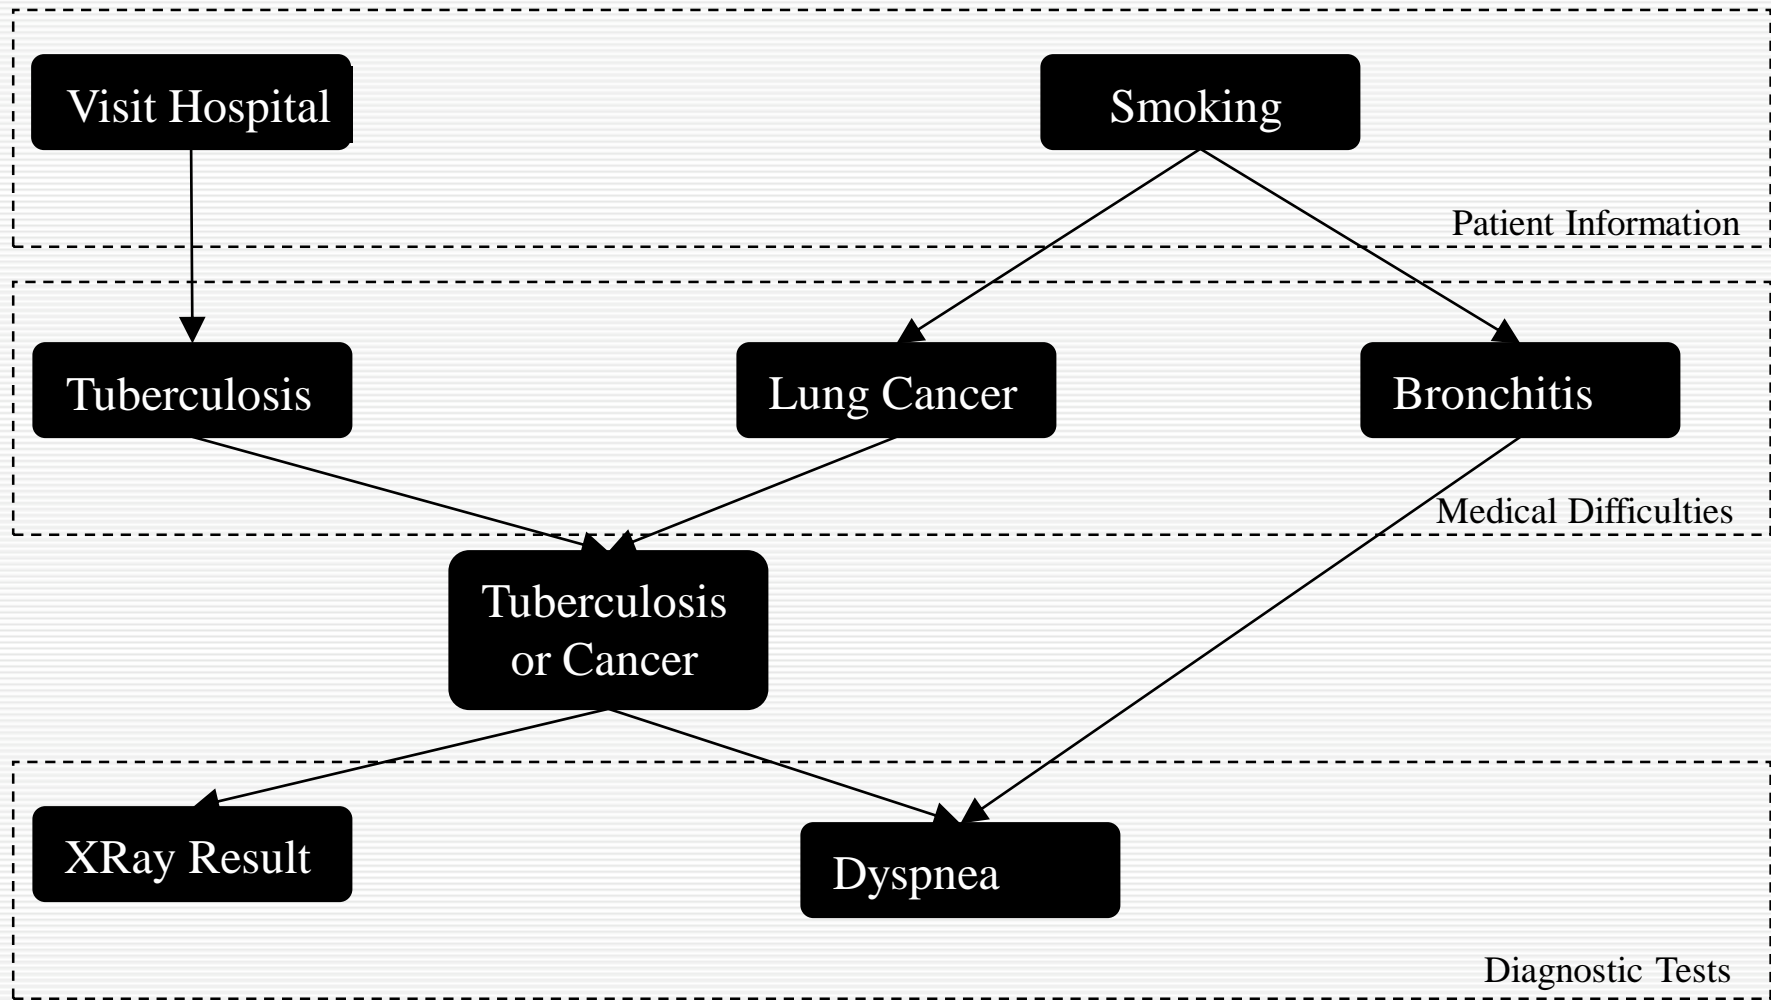 Visit Hospital
Smoking
Patient Information
Tuberculosis
Lung Cancer
Bronchitis
Medical Difficulties
Tuberculosis
or Cancer
XRay Result
Dyspnea
Diagnostic Tests